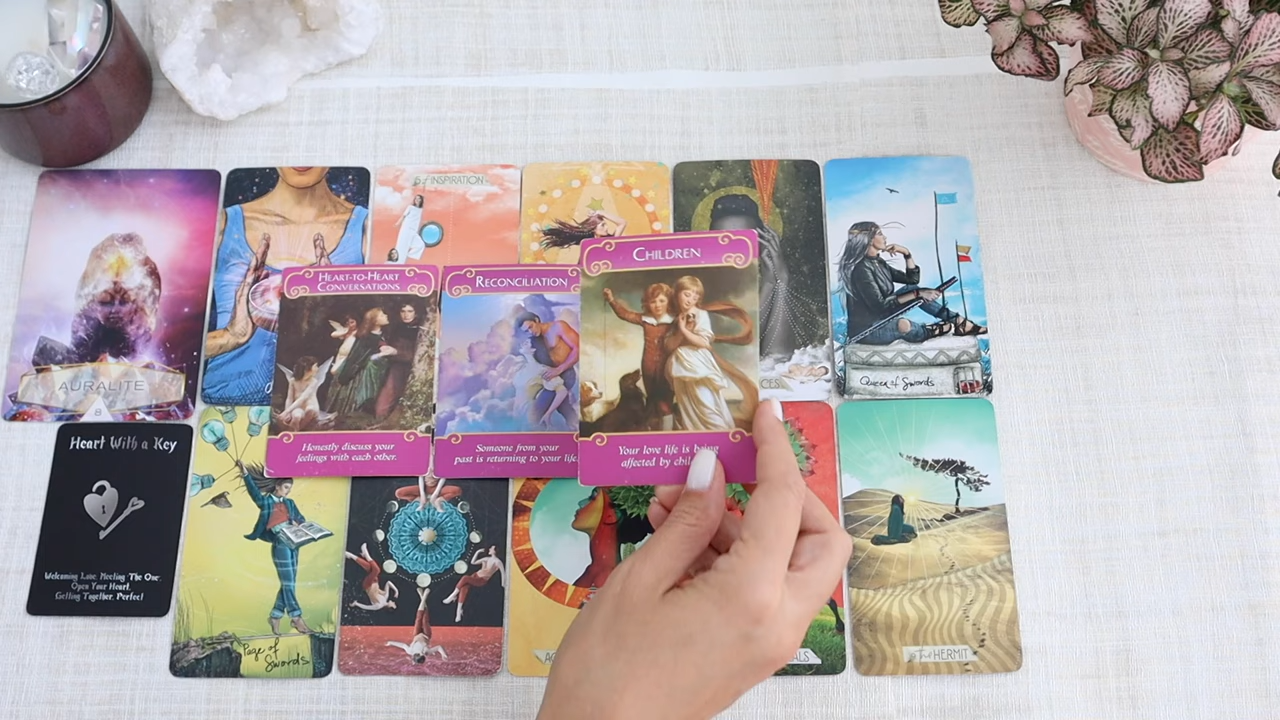 OF INSPIRATION
CHILDREN
HEART-TO-HEART
CONVERSATIONS
RECONCILIATION
AURALITE
8
Queen of Swords
Honestly discuss your
feelings with each other.
Someone from your
past is returning to your life.
Your love life is being
affected by
Heart With a Key
Welcoming Love, Meeting The One,
Open Your Heart,
Getting Together, Perfect
Page of
Swords
THE HERMIT